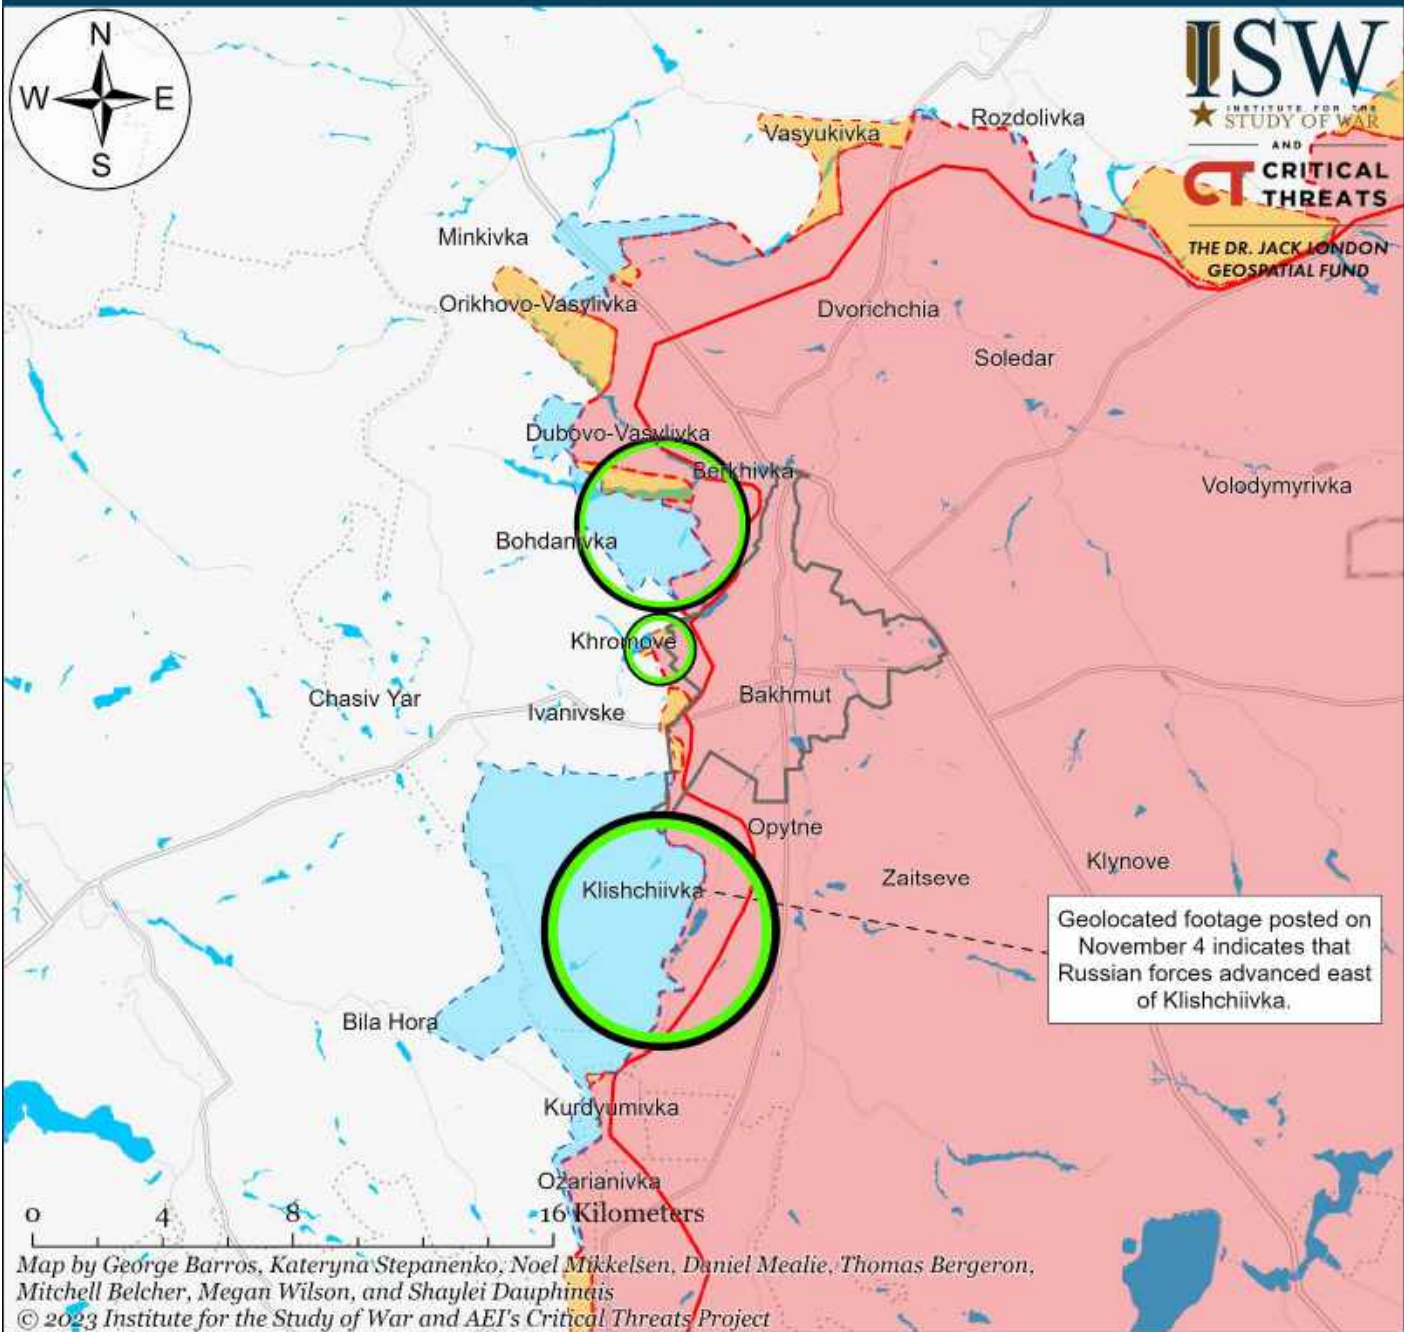 N
W E
S
ISW
INSTITUTE FOR THE
STUDY OF WAR
AND
CT CRITICAL
THREATS
THE DR. JACK LONDON
GEOSPATIAL FUND
Rozdolivka
Vasyukivka
Minkivka
Orikhovo-Vasylivka
Dvorichchia
Soledar
Dubovo-Vasylivka
Berkhivka
Volodymyrivka
Bohdanivka
Khromove
Chasiv Yar
Ivanivske
Bakhmut
Opytne
Klynove
Zaitseve
Klishchiivka
Geolocated footage posted on
November 4 indicates that
Russian forces advanced east
of Klishchiivka.
Bila Hora
Kurdyumivka
Ozarianivka
0 4 8 16 Kilometers
Map by George Barros, Kateryna Stepanenko, Noel Mikkelsen, Daniel Mealie, Thomas Bergeron,
Mitchell Belcher, Megan Wilson, and Shaylei Dauphinais
© 2023 Institute for the Study of War and AEI's Critical Threats Project